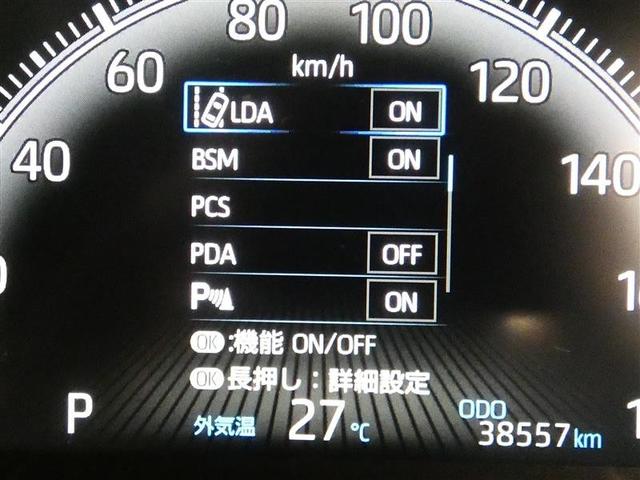 80 100
km/h
60
120
LDA ON
40
BSM ON
140
PCS
PDA OFF
P ON
OK:機能 ON/OFF
OK長押し:詳細設定
P
外気温 27℃
ODO
38557km